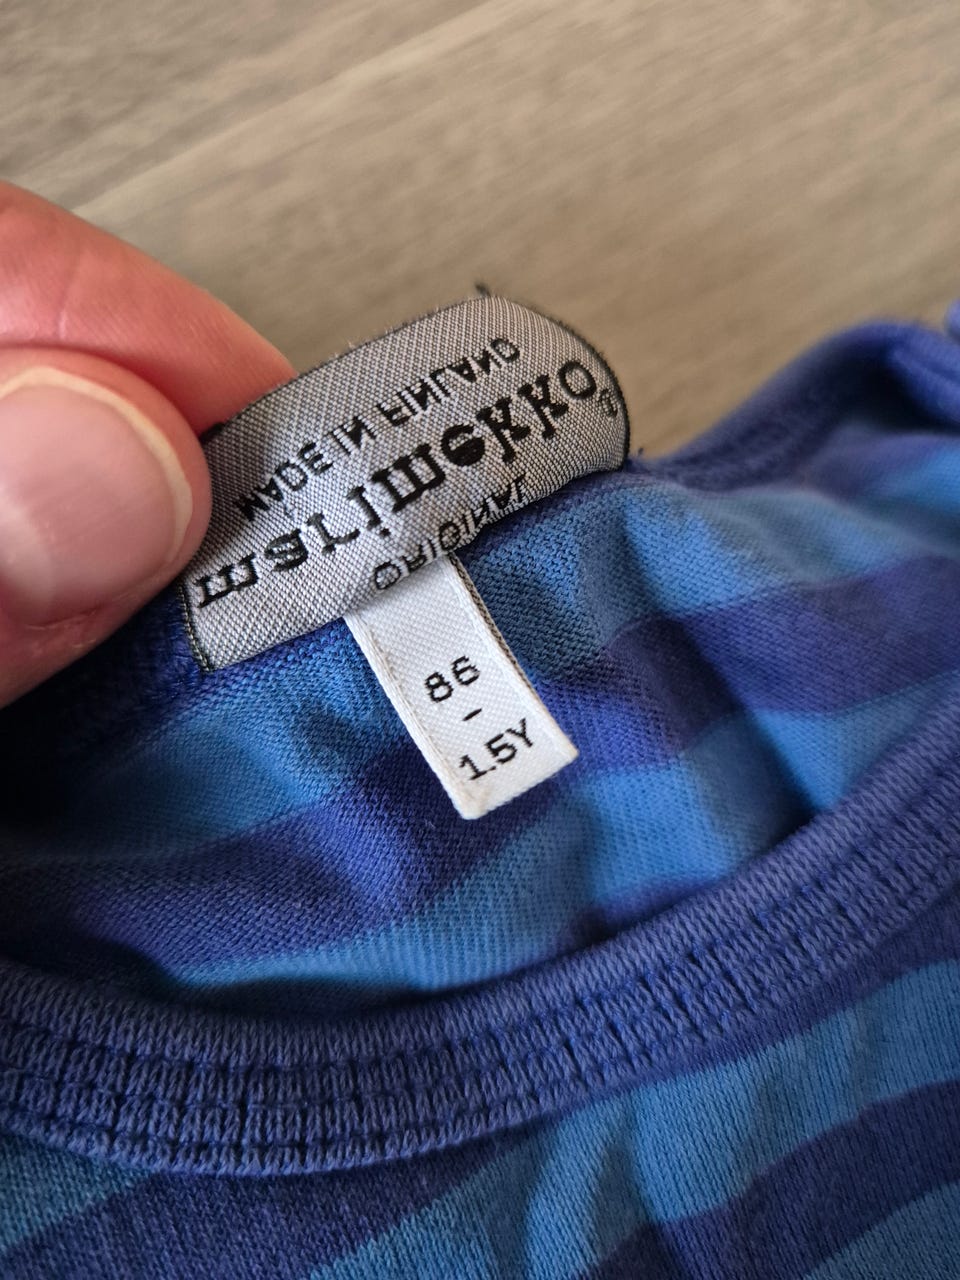 ORIGINAL
marimekko®
MADE IN FINLAND
86
-
1.5Y